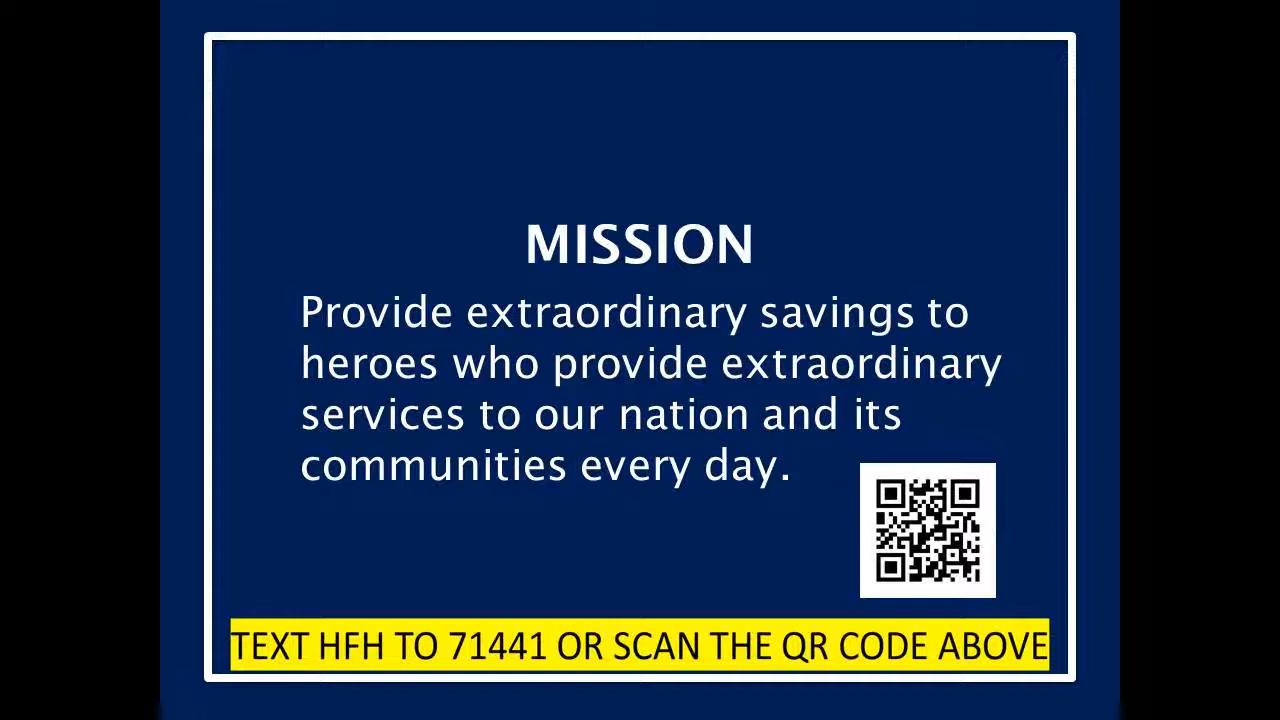 MISSION
Provide extraordinary savings to
heroes who provide extraordinary
services to our nation and its
communities every day.
TEXT HFH TO 71441 OR SCAN THE QR CODE ABOVE